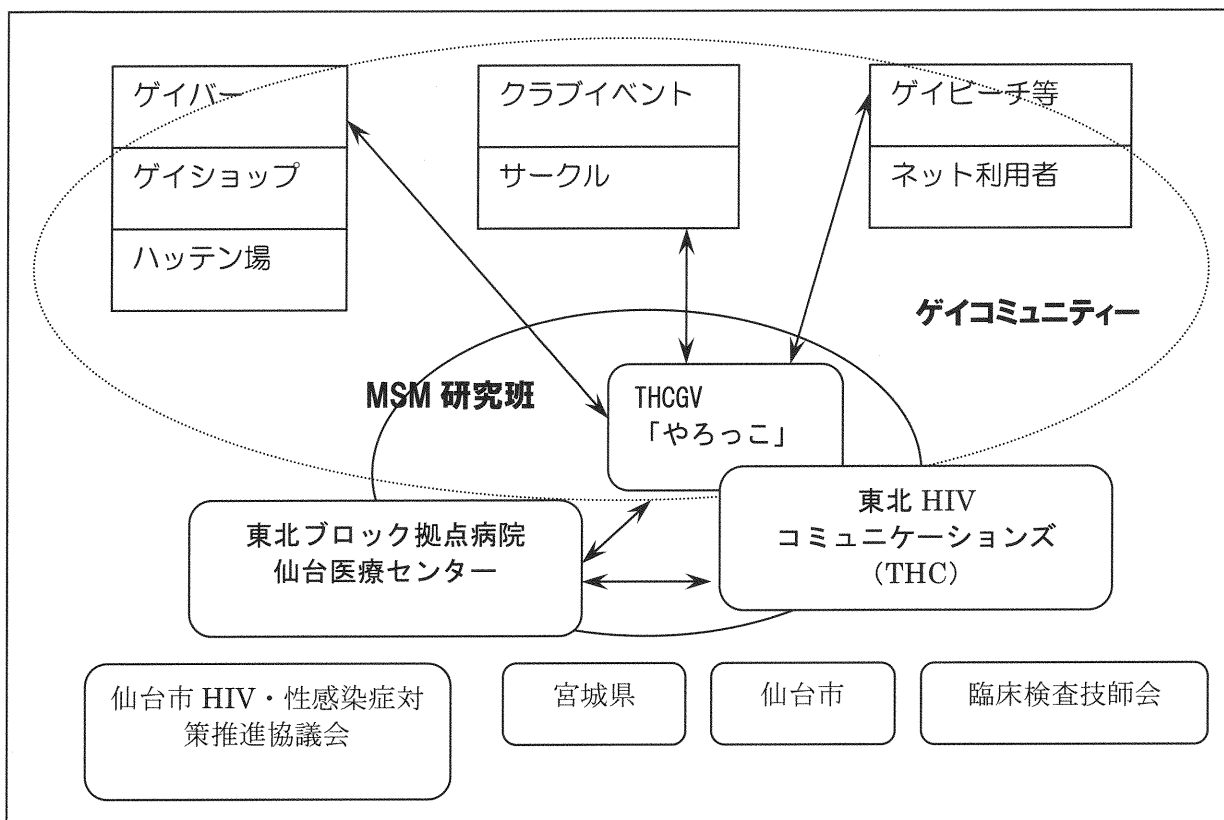 ゲイバー
ゲイショップ
ハッテン場
クラブイベント
サークル
ゲイビーチ等
ネット利用者
ゲイコミュニティー
MSM 研究班
THCGV
「やろっこ」
東北ブロック拠点病院
仙台医療センター
東北 HIV
コミュニケーションズ
（THC）
仙台市 HIV・性感染症対
策推進協議会
宮城県
仙台市
臨床検査技師会